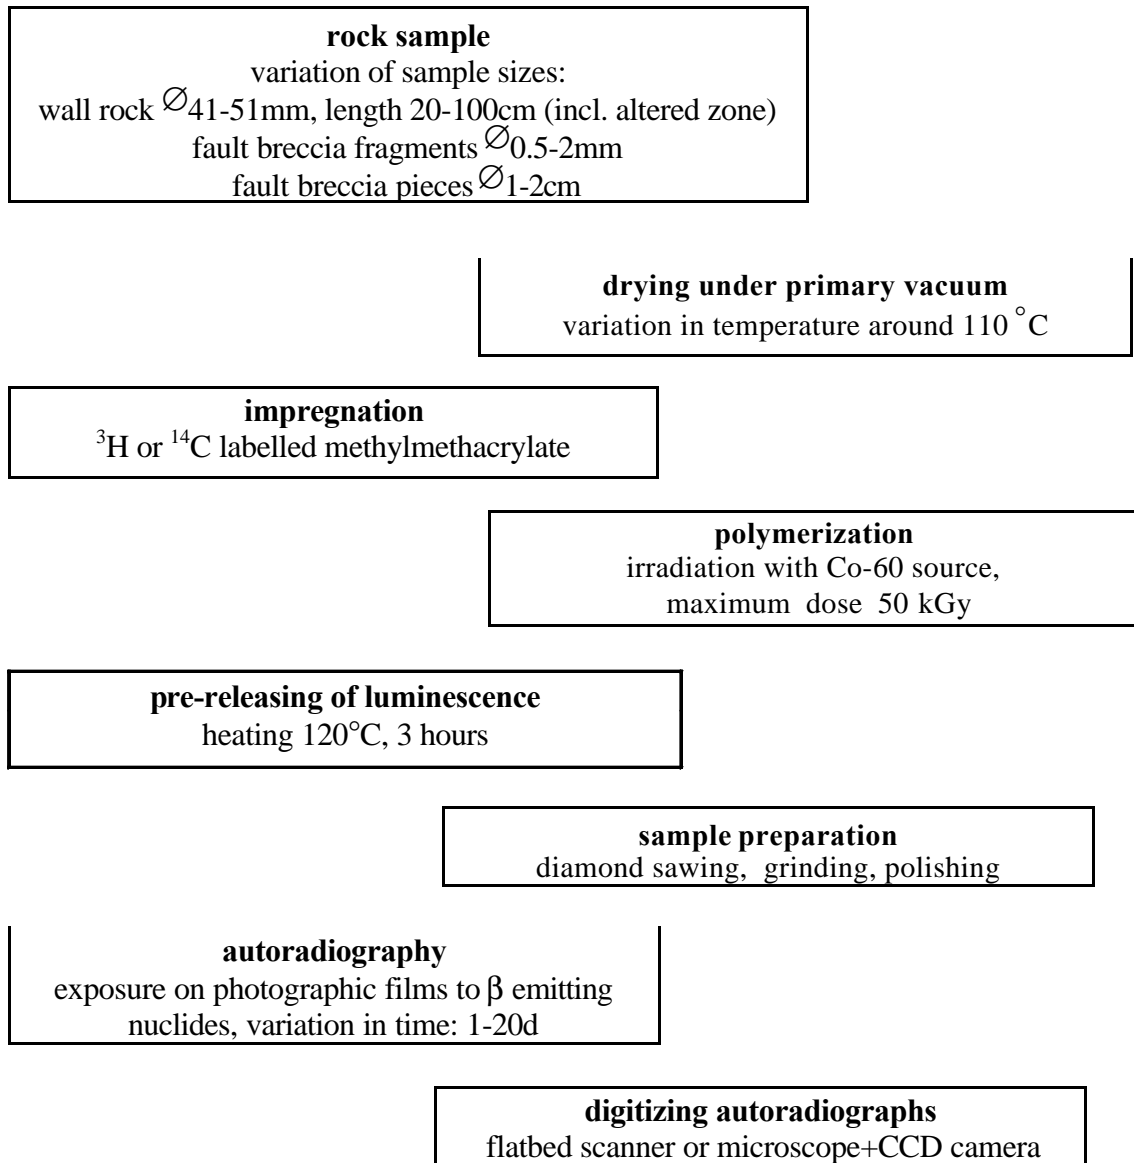 rock sample
variation of sample sizes:
wall rock ∅41-51mm, length 20-100cm (incl. altered zone)
fault breccia fragments ∅0.5-2mm
fault breccia pieces ∅1-2cm
drying under primary vacuum
variation in temperature around 110 °C
impregnation
³H or ¹⁴C labelled methylmethacrylate
polymerization
irradiation with Co-60 source,
maximum dose 50 kGy
pre-releasing of luminescence
heating 120°C, 3 hours
sample preparation
diamond sawing, grinding, polishing
autoradiography
exposure on photographic films to β emitting
nuclides, variation in time: 1-20d
digitizing autoradiographs
flatbed scanner or microscope+CCD camera